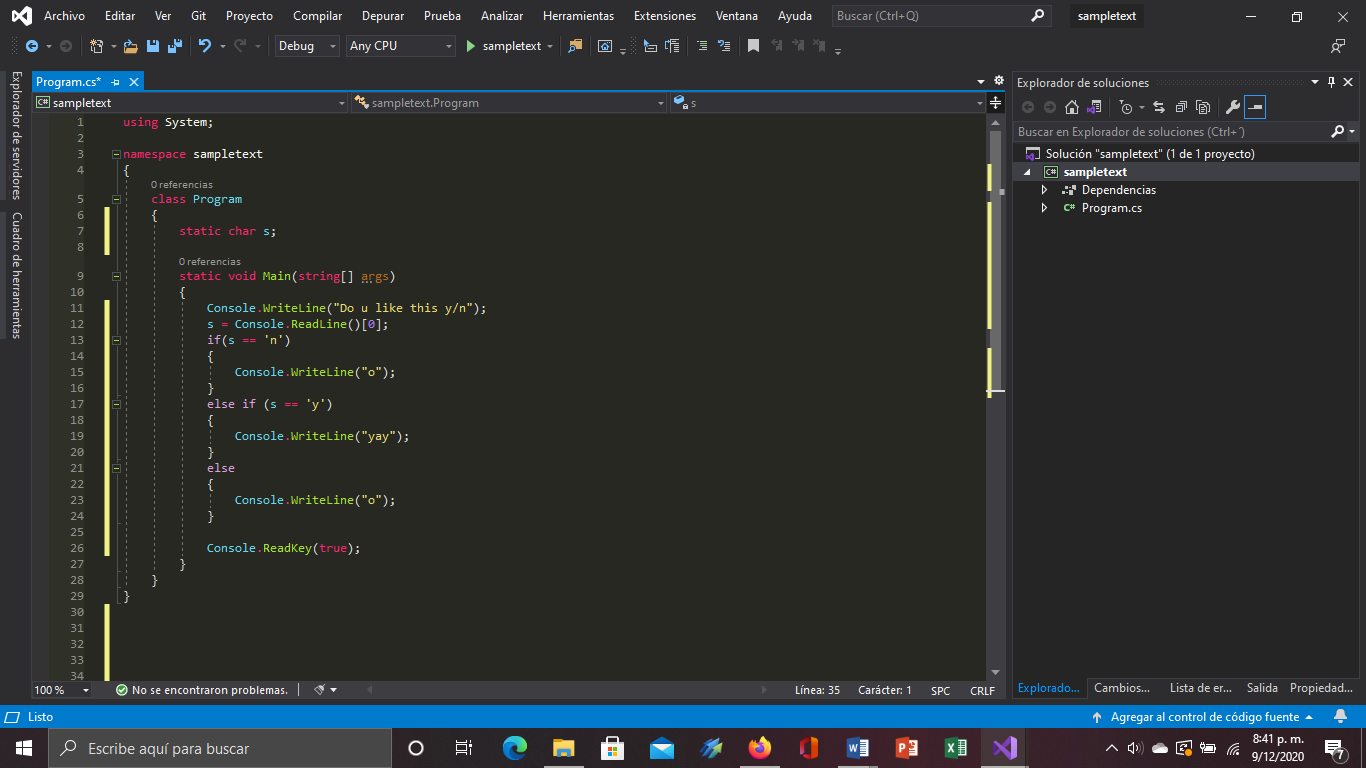 Archivo Editar Ver Git Proyecto Compilar Depurar Prueba Analizar Herramientas Extensiones Ventana Ayuda Buscar (Ctrl+Q) sampletext
Debug Any CPU sampletext
Explorador de servidores
Cuadro de herramientas
Program.cs*
C# sampletext sampletext.Program s
1 using System;
2
3 namespace sampletext
4 {
0 referencias
5 class Program
6 {
7 static char s;
8
0 referencias
9 static void Main(string[] args)
10 {
11 Console.WriteLine("Do u like this y/n");
12 s = Console.ReadLine()[0];
13 if(s == 'n')
14 {
15 Console.WriteLine("o");
16 }
17 else if (s == 'y')
18 {
19 Console.WriteLine("yay");
20 }
21 else
22 {
23 Console.WriteLine("o");
24 }
25
26 Console.ReadKey(true);
27 }
28 }
29 }
30
31
32
33
34
100 % No se encontraron problemas. Línea: 35 Carácter: 1 SPC CRLF
Explorador de soluciones
Buscar en Explorador de soluciones (Ctrl+´)
Solución "sampletext" (1 de 1 proyecto)
C# sampletext
Dependencias
C# Program.cs
Explorado... Cambios... Lista de er... Salida Propiedad...
Listo Agregar al control de código fuente
Escribe aquí para buscar
8:41 p. m.
9/12/2020
7